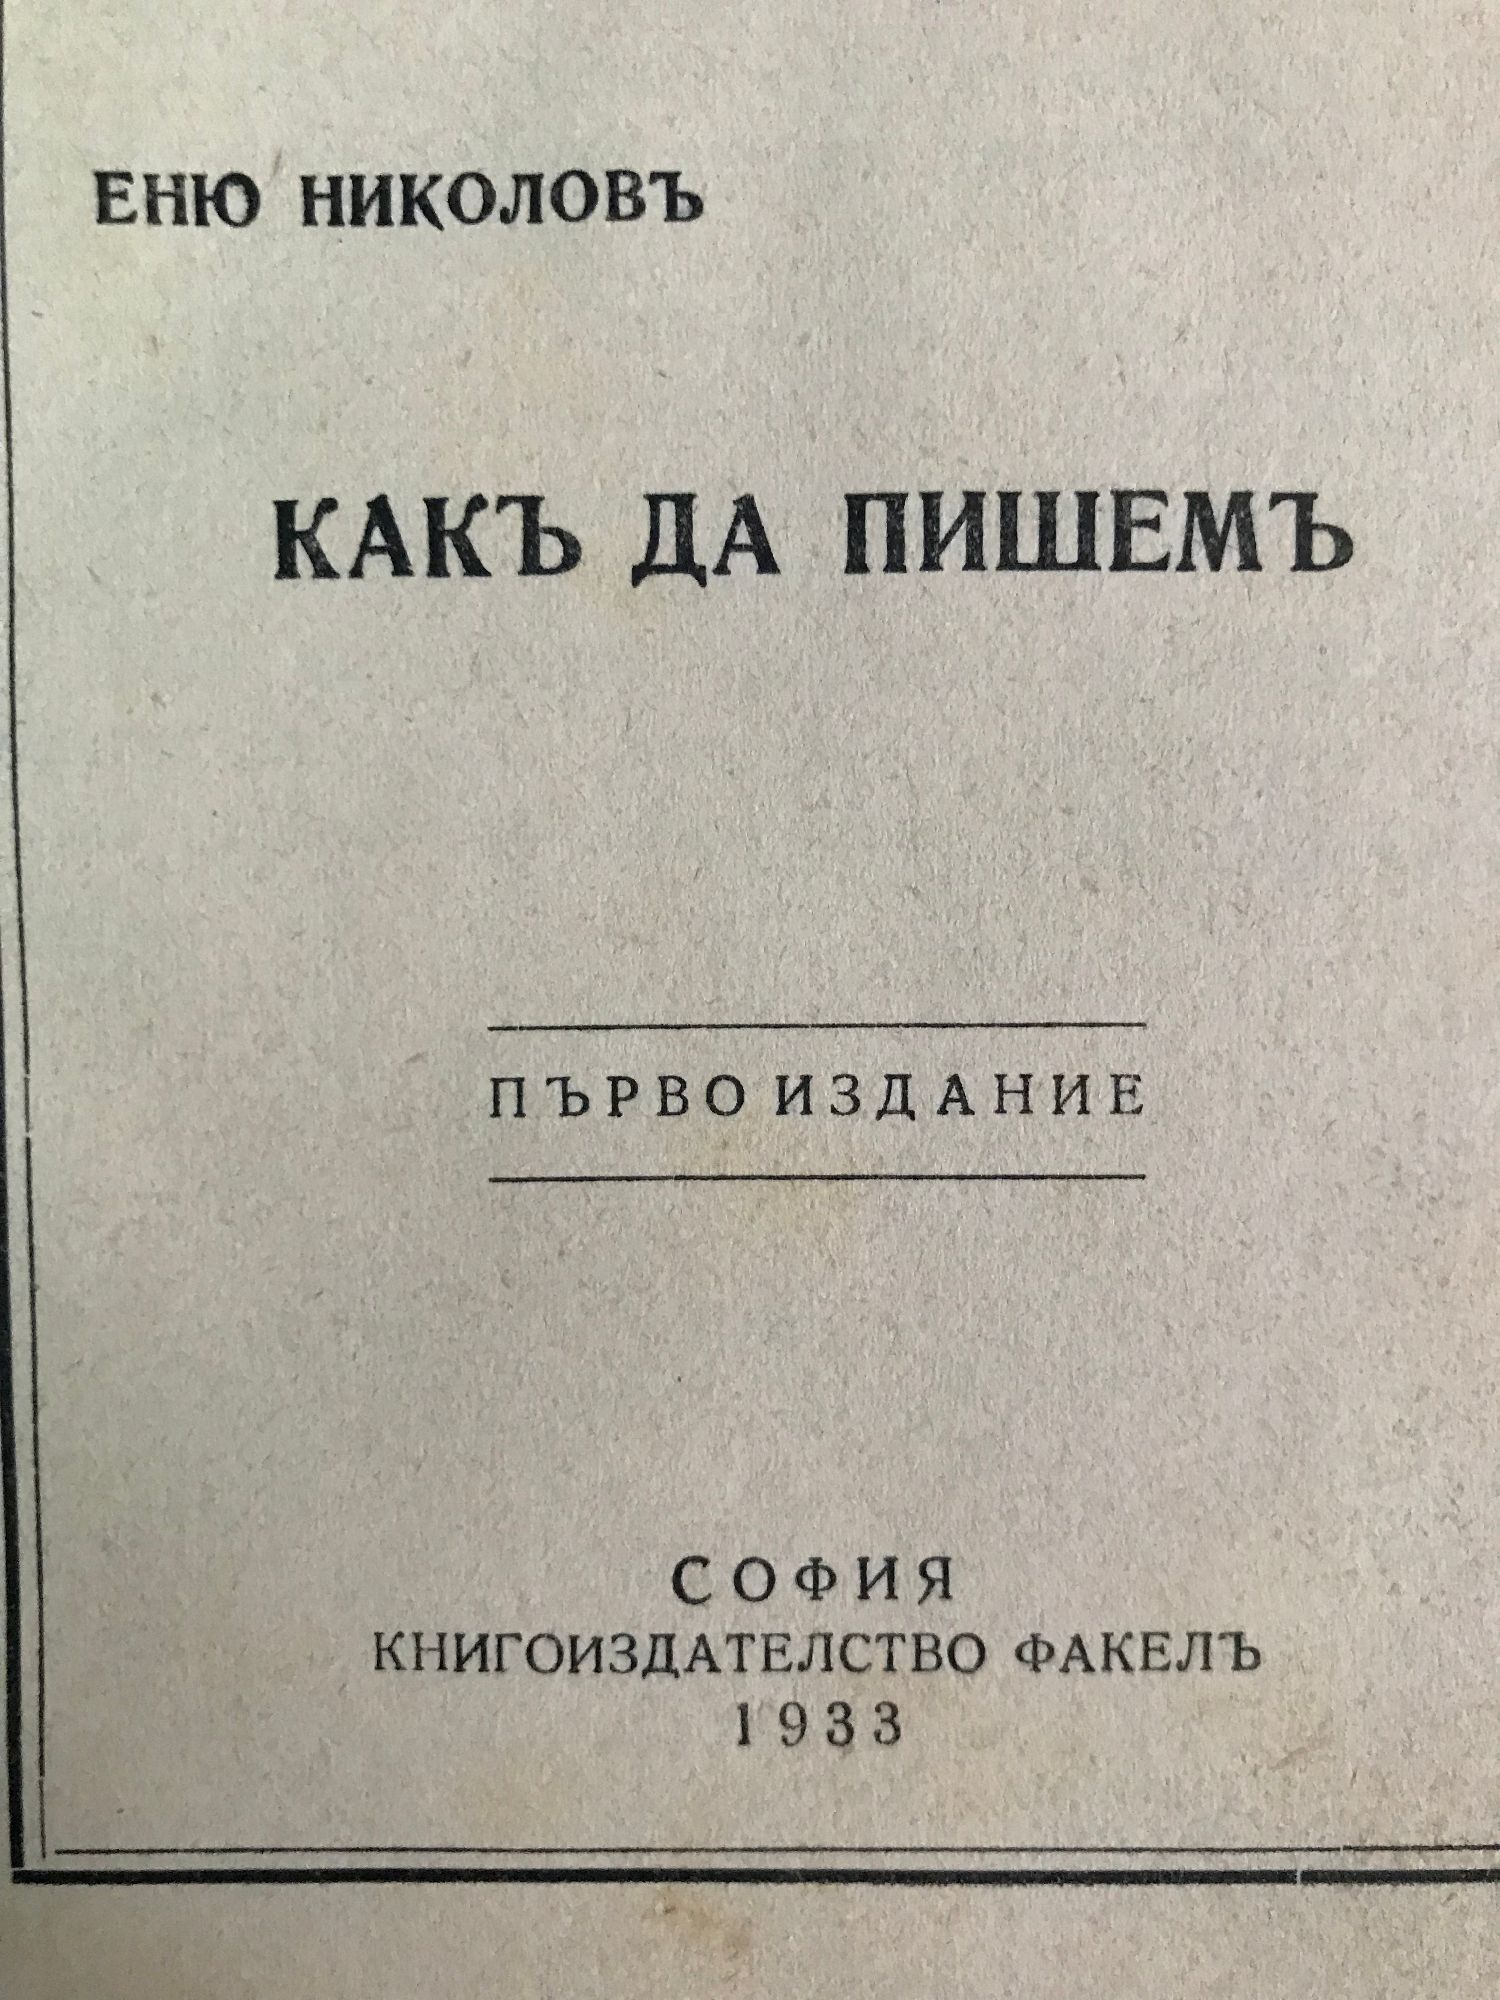 ЕНЮ НИКОЛОВЪ
КАКЪ ДА ПИШЕМЪ
ПЪРВО ИЗДАНИЕ
СОФИЯ
КНИГОИЗДАТЕЛСТВО ФАКЕЛЪ
1933